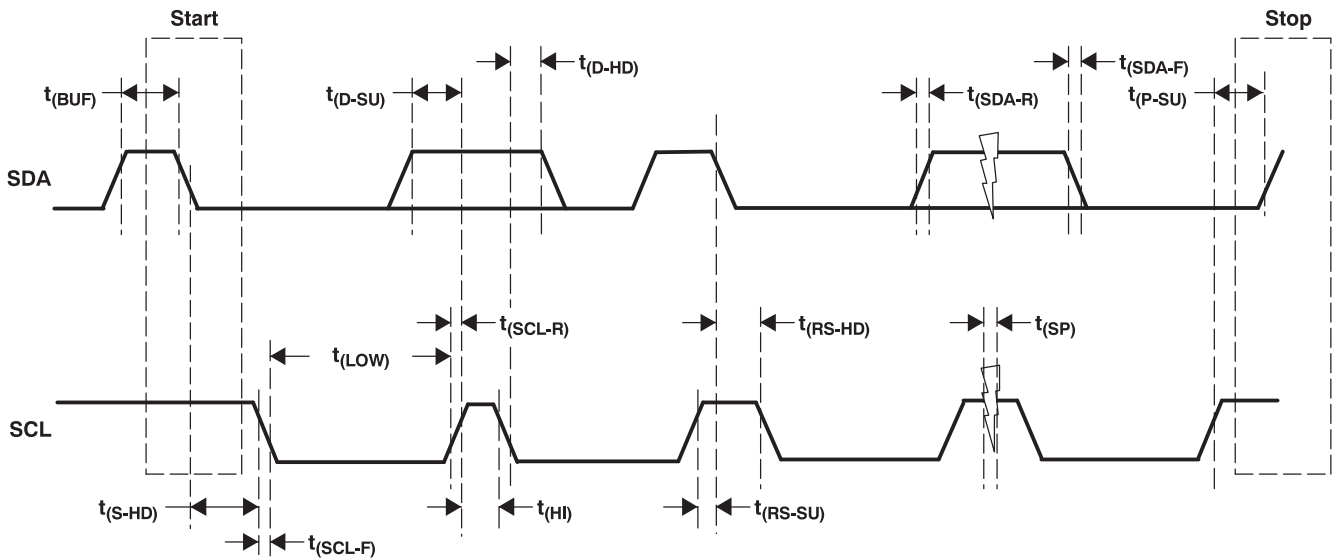 Start
Stop
t(BUF)
t(D-SU)
t(D-HD)
t(SDA-R)
t(SDA-F)
t(P-SU)
SDA
t(SCL-R)
t(RS-HD)
t(SP)
t(LOW)
SCL
t(S-HD)
t(SCL-F)
t(HI)
t(RS-SU)